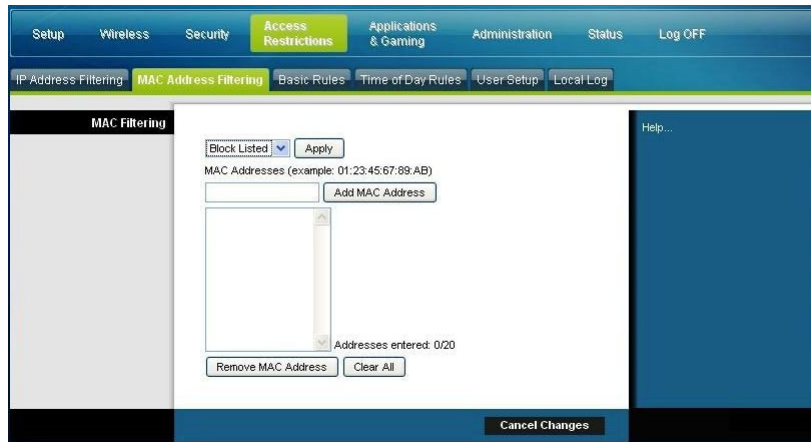 Setup Wireless Security Access Restrictions Applications & Gaming Administration Status Log OFF
IP Address Filtering MAC Address Filtering Basic Rules Time of Day Rules User Setup Local Log
MAC Filtering
Help...
Block Listed Apply
MAC Addresses (example: 01:23:45:67:89:AB)
Add MAC Address
Addresses entered: 0/20
Remove MAC Address Clear All
Cancel Changes